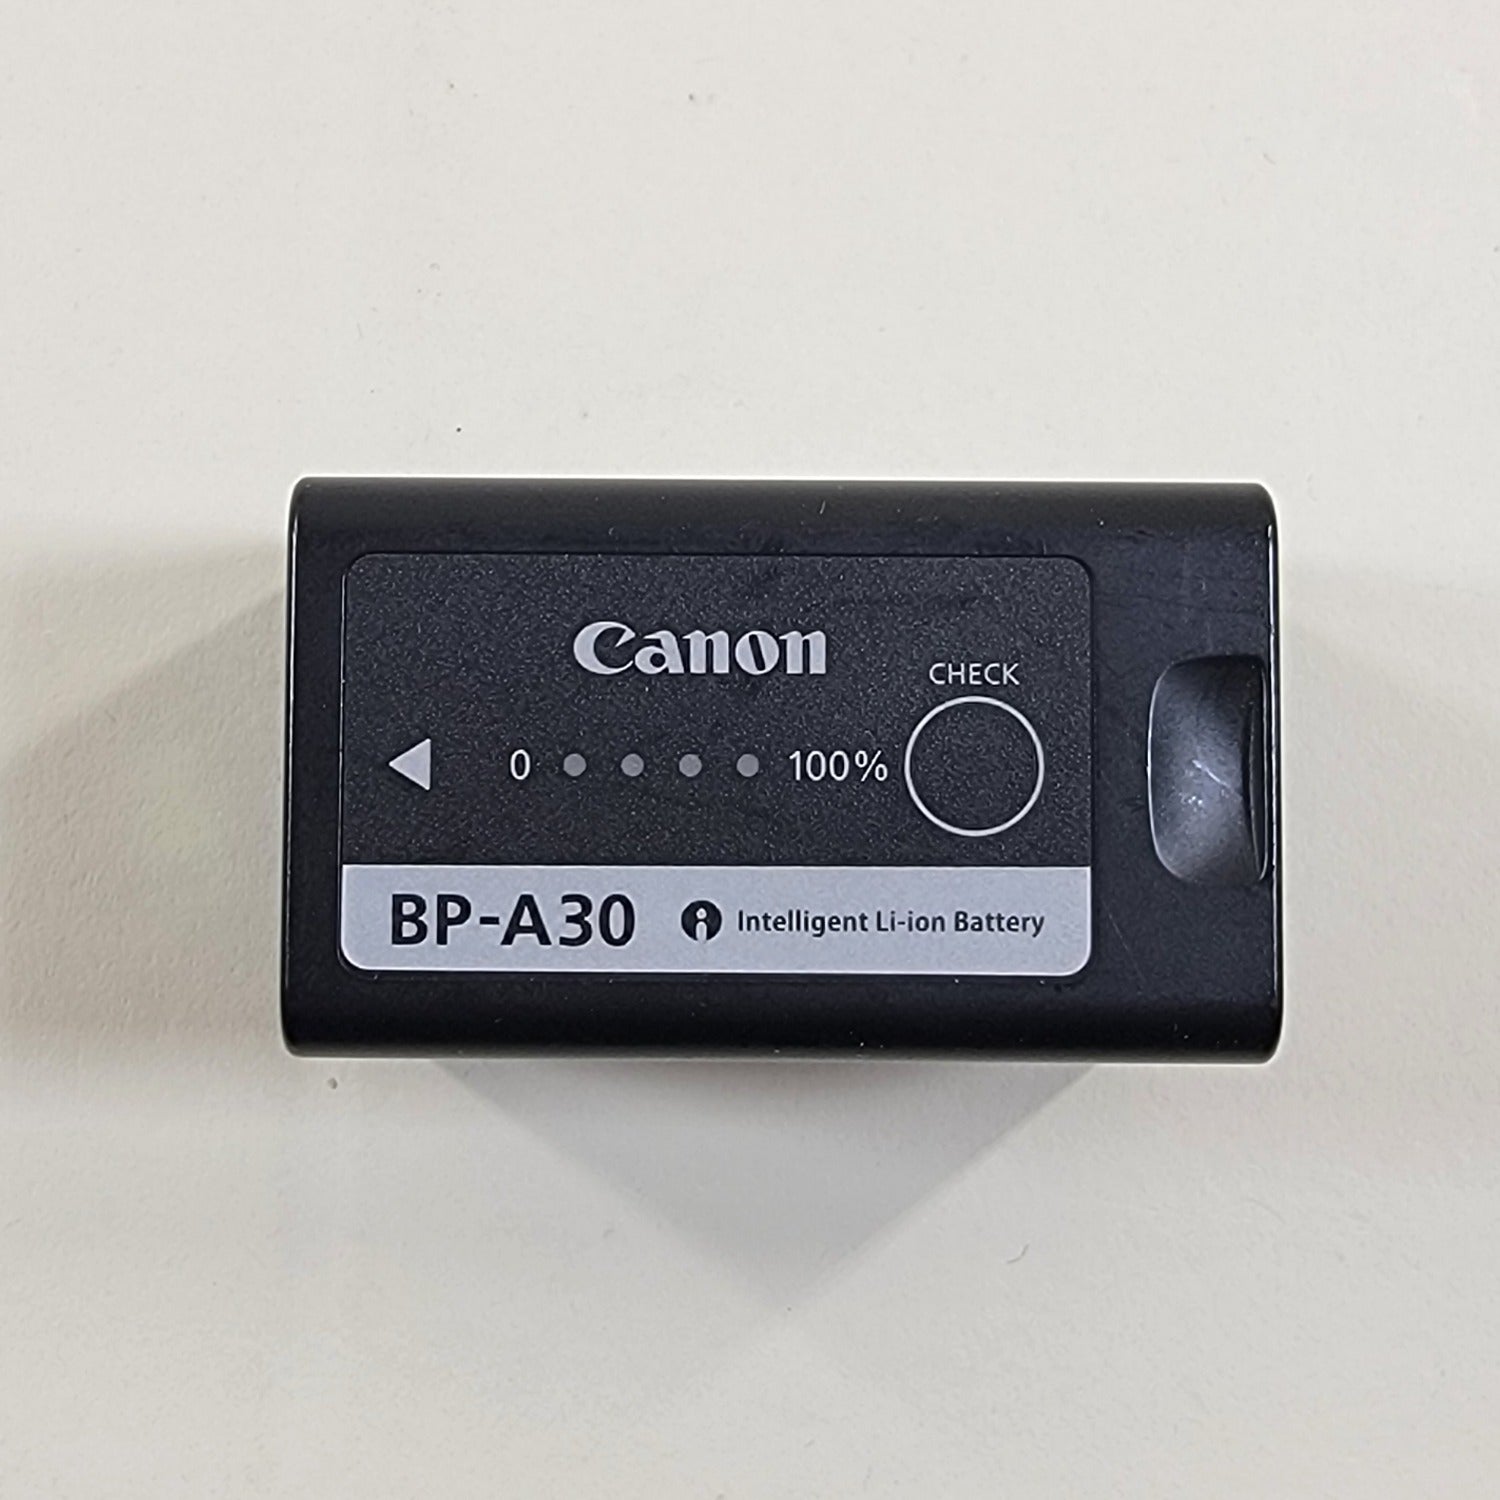 Canon
CHECK
0 100%
BP-A30 Intelligent Li-ion Battery